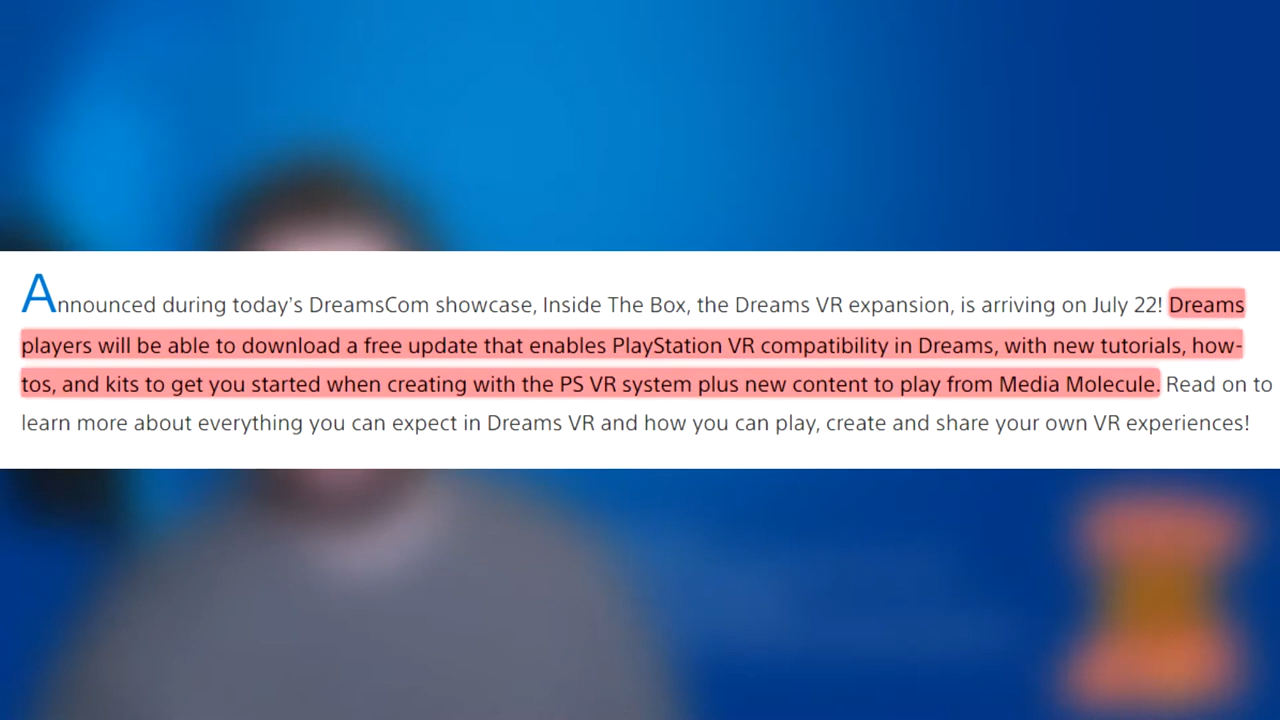 Announced during today's DreamsCom showcase, Inside The Box, the Dreams VR expansion, is arriving on July 22! Dreams
players will be able to download a free update that enables PlayStation VR compatibility in Dreams, with new tutorials, how-
tos, and kits to get you started when creating with the PS VR system plus new content to play from Media Molecule. Read on to
learn more about everything you can expect in Dreams VR and how you can play, create and share your own VR experiences!